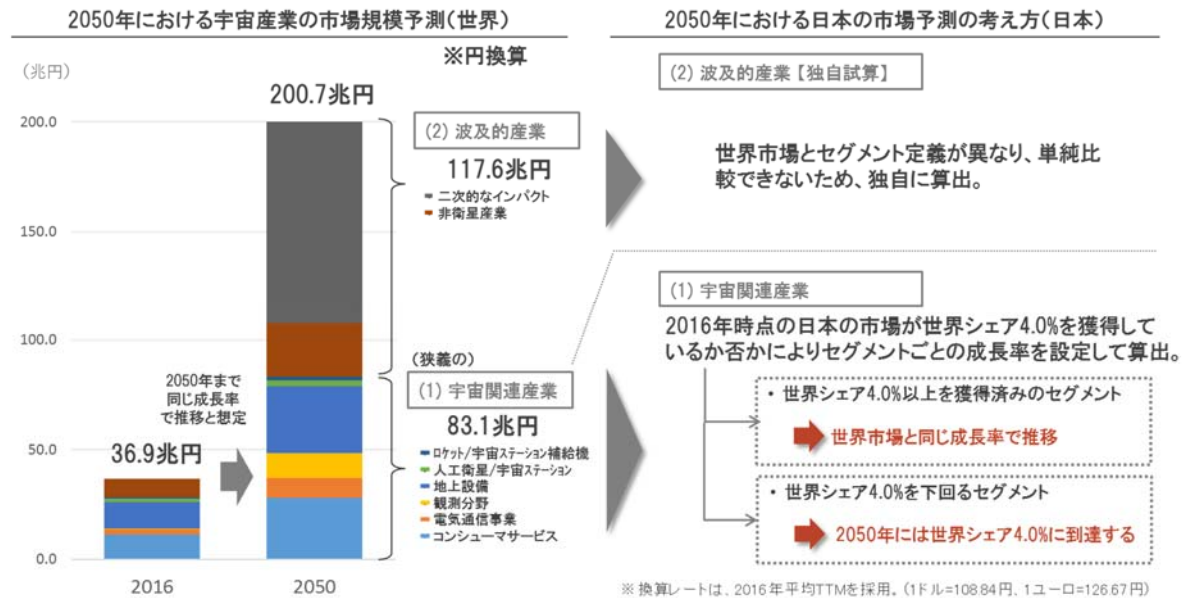 2050年における宇宙産業の市場規模予測(世界)
※円換算
(兆円)
200.7兆円
200.0
150.0
100.0
50.0
0.0
2016
2050
36.9兆円
2050年まで
同じ成長率
で推移と想定
(2) 波及的産業
117.6兆円
二次的なインパクト
非衛星産業
(狭義の)
(1) 宇宙関連産業
83.1兆円
ロケット/宇宙ステーション補給機
人工衛星/宇宙ステーション
地上設備
観測分野
電気通信事業
コンシューマサービス
2050年における日本の市場予測の考え方(日本)
(2) 波及的産業【独自試算】
世界市場とセグメント定義が異なり、単純比
較できないため、独自に算出。
(1) 宇宙関連産業
2016年時点の日本の市場が世界シェア4.0%を獲得して
いるか否かによりセグメントごとの成長率を設定して算出。
・ 世界シェア4.0%以上を獲得済みのセグメント
世界市場と同じ成長率で推移
・ 世界シェア4.0%を下回るセグメント
2050年には世界シェア4.0%に到達する
※ 換算レートは、2016年平均TTMを採用。(1ドル=108.84円、1ユーロ=126.67円)